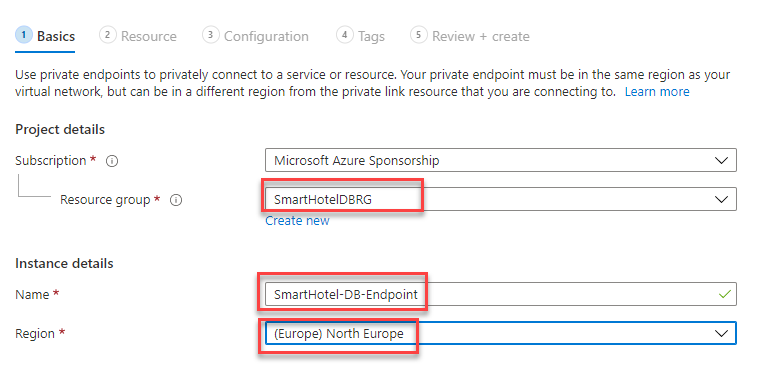 1 Basics 2 Resource 3 Configuration 4 Tags 5 Review + create
Use private endpoints to privately connect to a service or resource. Your private endpoint must be in the same region as your
virtual network, but can be in a different region from the private link resource that you are connecting to. Learn more
Project details
Subscription * Microsoft Azure Sponsorship
Resource group * SmartHotelDBRG
Create new
Instance details
Name * SmartHotel-DB-Endpoint
Region * (Europe) North Europe